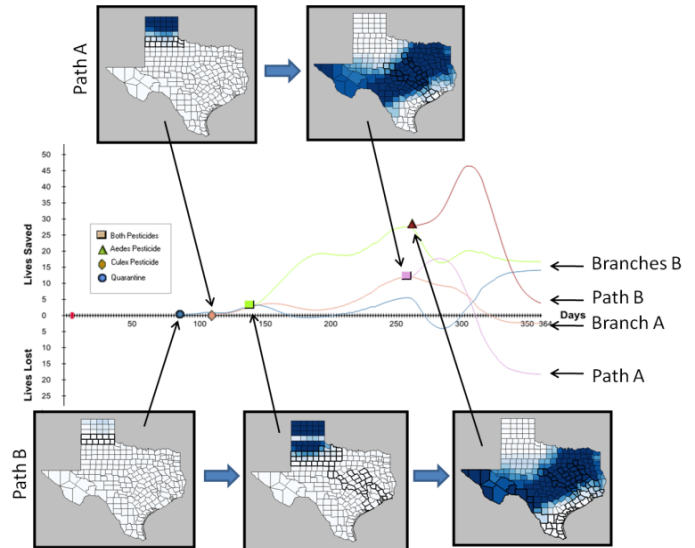 Path A
50
45
40
35
30
25
20
15
10
5
0
5
10
15
20
25
Lives Saved
Lives Lost
Both Pesticides
Aedes Pesticide
Culex Pesticide
Quarantine
50
100
150
200
250
300
350
364
Days
Branches B
Path B
Branch A
Path A
Path B